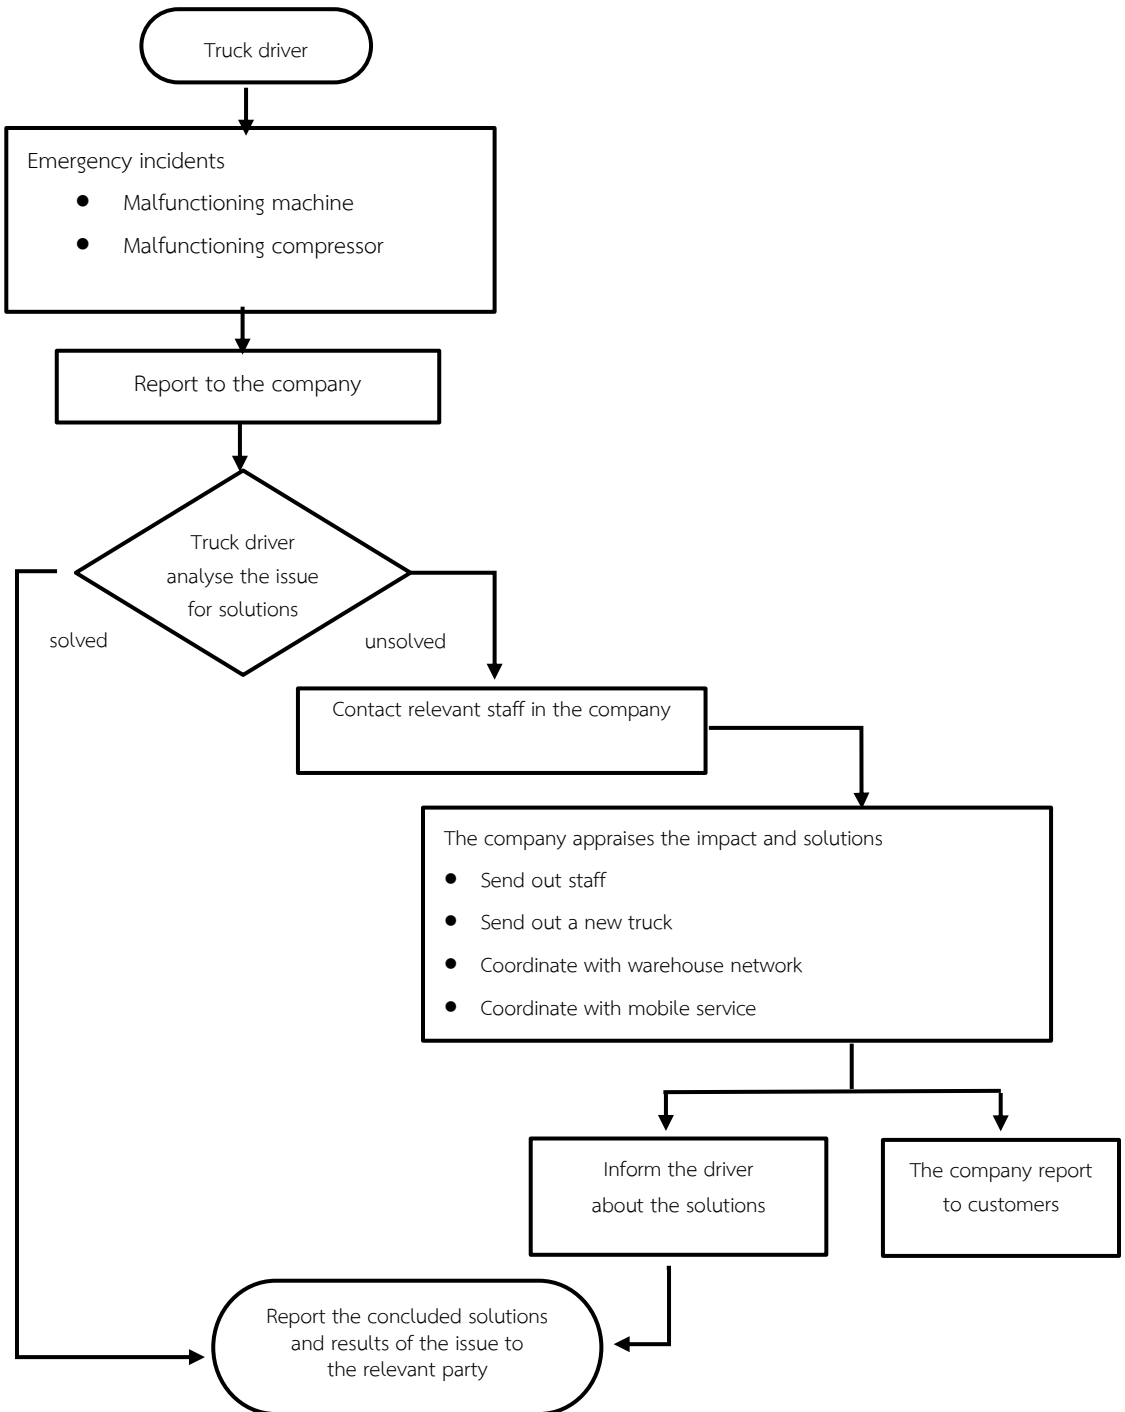 Truck driver
Emergency incidents
● Malfunctioning machine
● Malfunctioning compressor
Report to the company
Truck driver
analyse the issue
for solutions
solved
unsolved
Contact relevant staff in the company
The company appraises the impact and solutions
● Send out staff
● Send out a new truck
● Coordinate with warehouse network
● Coordinate with mobile service
Inform the driver
about the solutions
The company report
to customers
Report the concluded solutions
and results of the issue to
the relevant party